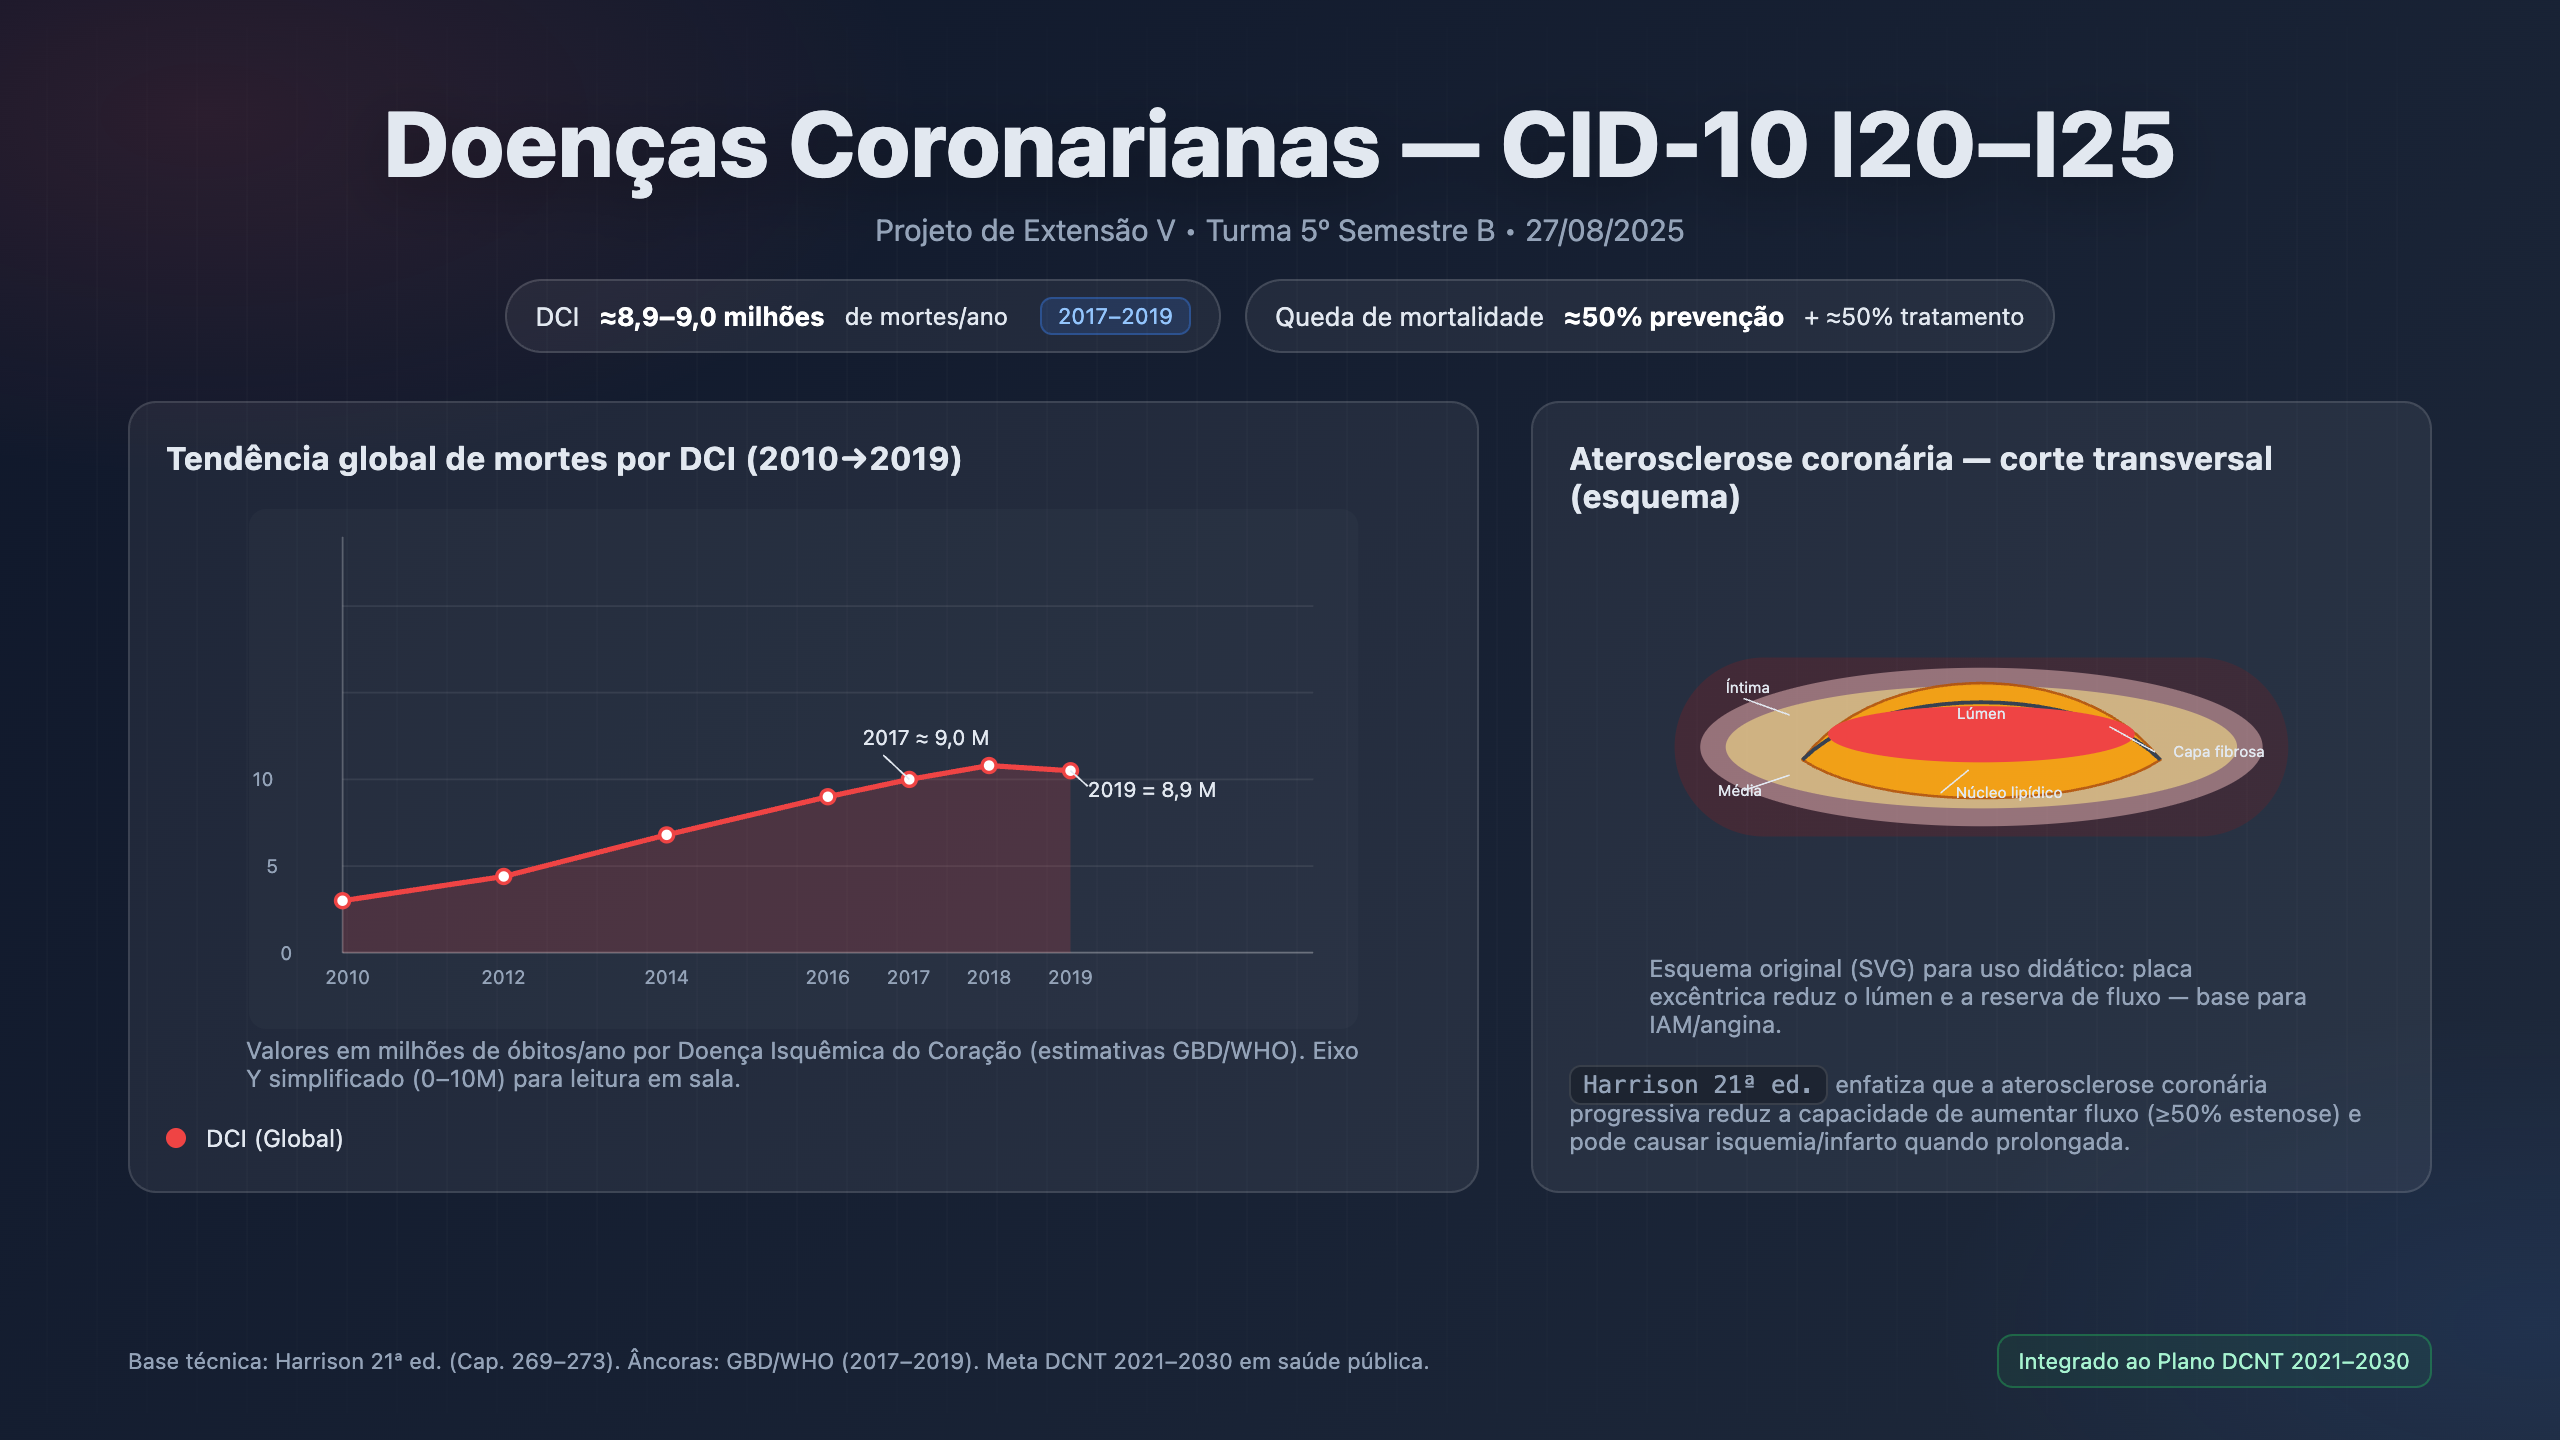 Doenças Coronarianas — CID-10 I20–I25
Projeto de Extensão V • Turma 5º Semestre B • 27/08/2025
DCI ≈8,9–9,0 milhões de mortes/ano 2017–2019
Queda de mortalidade ≈50% prevenção + ≈50% tratamento
Tendência global de mortes por DCI (2010→2019)
2017 ≈ 9,0 M
10
2019 = 8,9 M
5
0
2010 2012 2014 2016 2017 2018 2019
Valores em milhões de óbitos/ano por Doença Isquêmica do Coração (estimativas GBD/WHO). Eixo
Y simplificado (0–10M) para leitura em sala.
DCI (Global)
Aterosclerose coronária — corte transversal
(esquema)
Íntima
Lúmen
Capa fibrosa
Média
Núcleo lipídico
Esquema original (SVG) para uso didático: placa
excêntrica reduz o lúmen e a reserva de fluxo — base para
IAM/angina.
Harrison 21ª ed. enfatiza que a aterosclerose coronária
progressiva reduz a capacidade de aumentar fluxo (≥50% estenose) e
pode causar isquemia/infarto quando prolongada.
Base técnica: Harrison 21ª ed. (Cap. 269–273). Âncoras: GBD/WHO (2017–2019). Meta DCNT 2021–2030 em saúde pública.
Integrado ao Plano DCNT 2021–2030